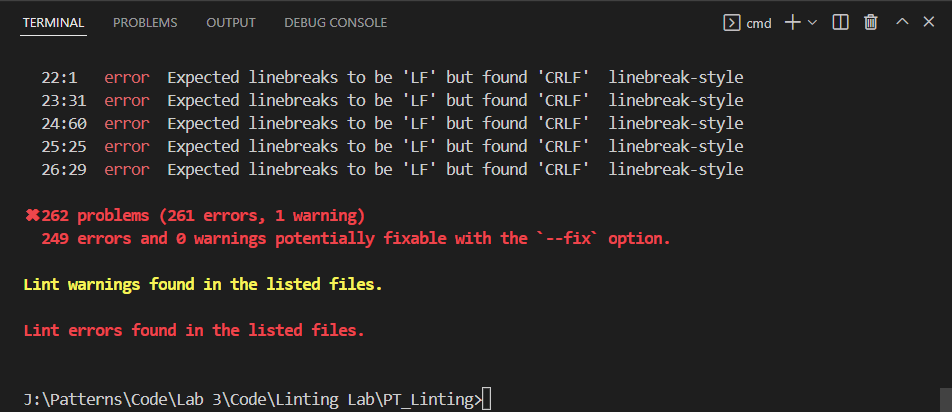 TERMINAL PROBLEMS OUTPUT DEBUG CONSOLE cmd
22:1 error Expected linebreaks to be 'LF' but found 'CRLF' linebreak-style
23:31 error Expected linebreaks to be 'LF' but found 'CRLF' linebreak-style
24:60 error Expected linebreaks to be 'LF' but found 'CRLF' linebreak-style
25:25 error Expected linebreaks to be 'LF' but found 'CRLF' linebreak-style
26:29 error Expected linebreaks to be 'LF' but found 'CRLF' linebreak-style
✖262 problems (261 errors, 1 warning)
249 errors and 0 warnings potentially fixable with the `--fix` option.
Lint warnings found in the listed files.
Lint errors found in the listed files.
J:\Patterns\Code\Lab 3\Code\Linting Lab\PT_Linting>